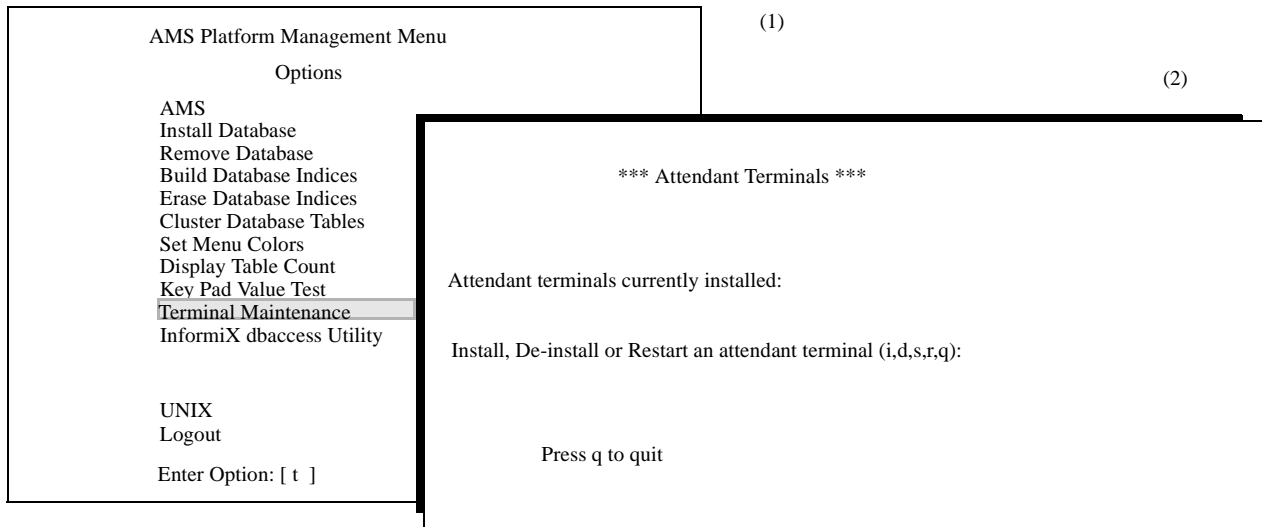 (1)
AMS Platform Management Menu
Options
(2)
AMS
Install Database
Remove Database
Build Database Indices
Erase Database Indices
Cluster Database Tables
Set Menu Colors
Display Table Count
Key Pad Value Test
Terminal Maintenance
InformiX dbaccess Utility
UNIX
Logout
Enter Option: [ t ]
*** Attendant Terminals ***
Attendant terminals currently installed:
Install, De-install or Restart an attendant terminal (i,d,s,r,q):
Press q to quit